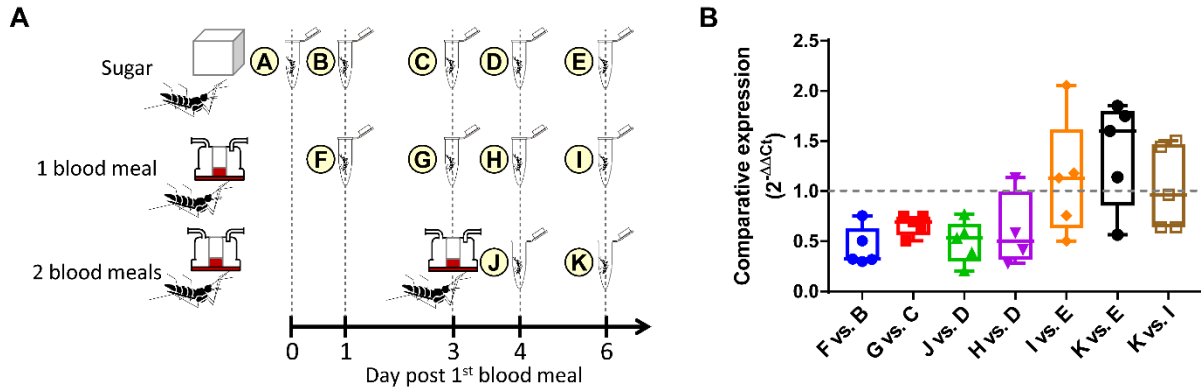 A
Sugar
A B C D E
1 blood meal
F G H I
2 blood meals
J K
0 1 3 4 6
Day post 1st blood meal
B
Comparative expression
(2-ΔΔCt)
2.5
2.0
1.5
1.0
0.5
0.0
F vs. B
G vs. C
J vs. D
H vs. D
I vs. E
K vs. E
K vs. I